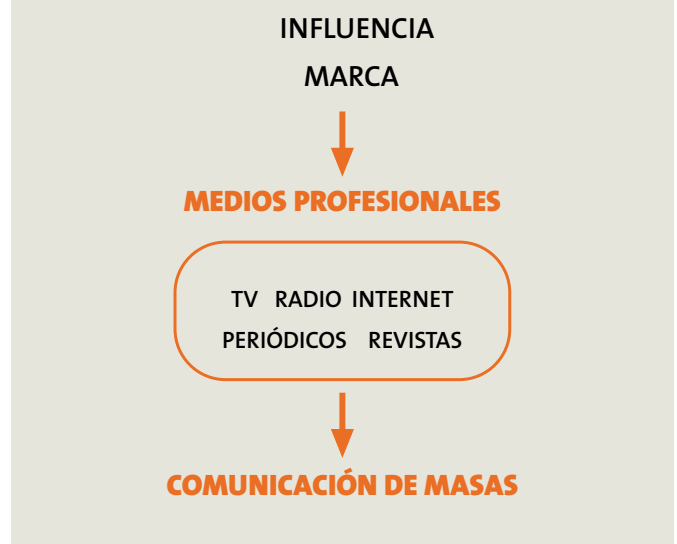 INFLUENCIA
MARCA
MEDIOS PROFESIONALES
TV RADIO INTERNET
PERIÓDICOS REVISTAS
COMUNICACIÓN DE MASAS